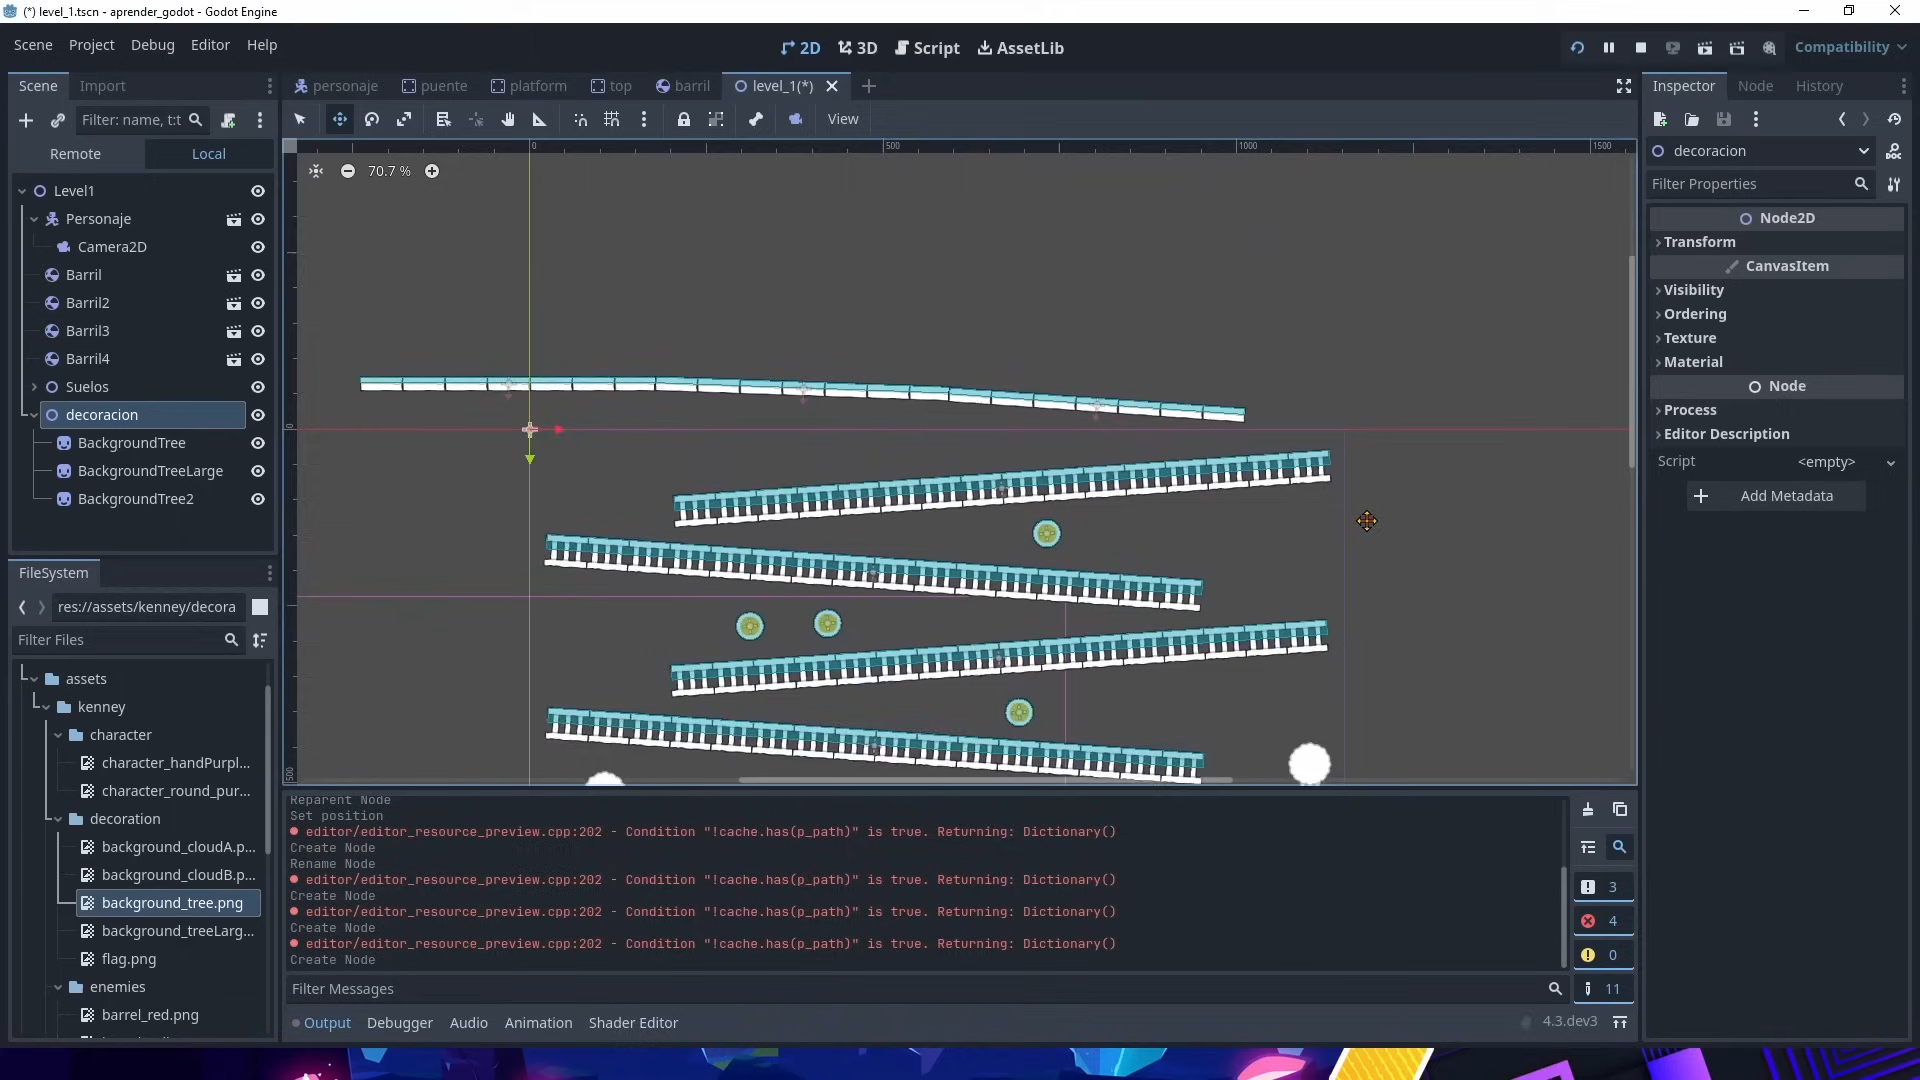 (*) level_1.tscn - aprender_godot - Godot Engine
Scene Project Debug Editor Help
2D 3D Script AssetLib
Compatibility
Scene Import
personaje puente platform top barril level_1(*)
Inspector Node History
Filter: name, t:t
View
Remote Local
70.7 %
0 500 1000 1500
0
500
Level1
Personaje
Camera2D
Barril
Barril2
Barril3
Barril4
Suelos
decoracion
BackgroundTree
BackgroundTreeLarge
BackgroundTree2
FileSystem
res://assets/kenney/decora
Filter Files
assets
kenney
character
character_handPurpl...
character_round_pur...
decoration
background_cloudA.p...
background_cloudB.p...
background_tree.png
background_treeLarg...
flag.png
enemies
barrel_red.png
Reparent Node
Set position
editor/editor_resource_preview.cpp:202 - Condition "!cache.has(p_path)" is true. Returning: Dictionary()
Create Node
Rename Node
editor/editor_resource_preview.cpp:202 - Condition "!cache.has(p_path)" is true. Returning: Dictionary()
Create Node
editor/editor_resource_preview.cpp:202 - Condition "!cache.has(p_path)" is true. Returning: Dictionary()
Create Node
editor/editor_resource_preview.cpp:202 - Condition "!cache.has(p_path)" is true. Returning: Dictionary()
Create Node
3
4
0
11
Filter Messages
Output Debugger Audio Animation Shader Editor
4.3.dev3
decoracion
Filter Properties
Node2D
Transform
CanvasItem
Visibility
Ordering
Texture
Material
Node
Process
Editor Description
Script <empty>
Add Metadata